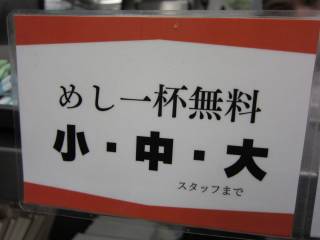 めし一杯無料
小・中・大
スタッフまで